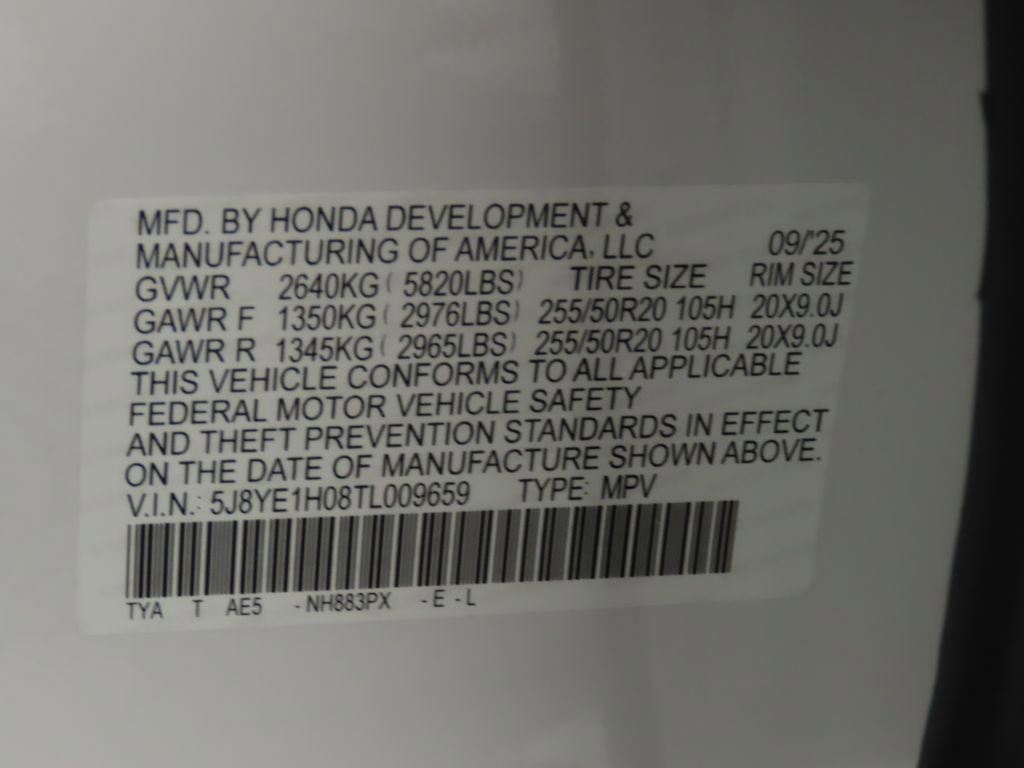 MFD. BY HONDA DEVELOPMENT &
MANUFACTURING OF AMERICA, LLC 09/'25
GVWR 2640KG ( 5820LBS) TIRE SIZE RIM SIZE
GAWR F 1350KG ( 2976LBS) 255/50R20 105H 20X9.0J
GAWR R 1345KG ( 2965LBS) 255/50R20 105H 20X9.0J
THIS VEHICLE CONFORMS TO ALL APPLICABLE
FEDERAL MOTOR VEHICLE SAFETY
AND THEFT PREVENTION STANDARDS IN EFFECT
ON THE DATE OF MANUFACTURE SHOWN ABOVE.
V.I.N.: 5J8YE1H08TL009659 TYPE: MPV
TYA T AE5 -NH883PX -E -L